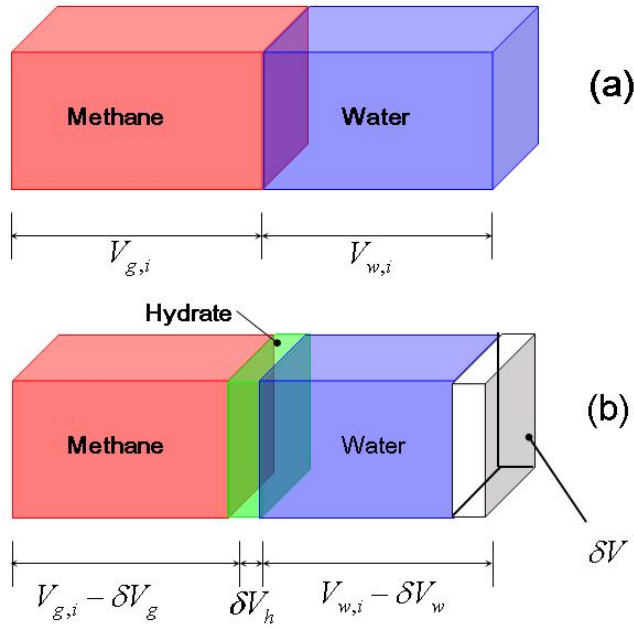 (a)
Methane Water
V_{g,i} V_{w,i}
Hydrate
(b)
Methane Water
δV
V_{g,i} − δV_g δV_h V_{w,i} − δV_w